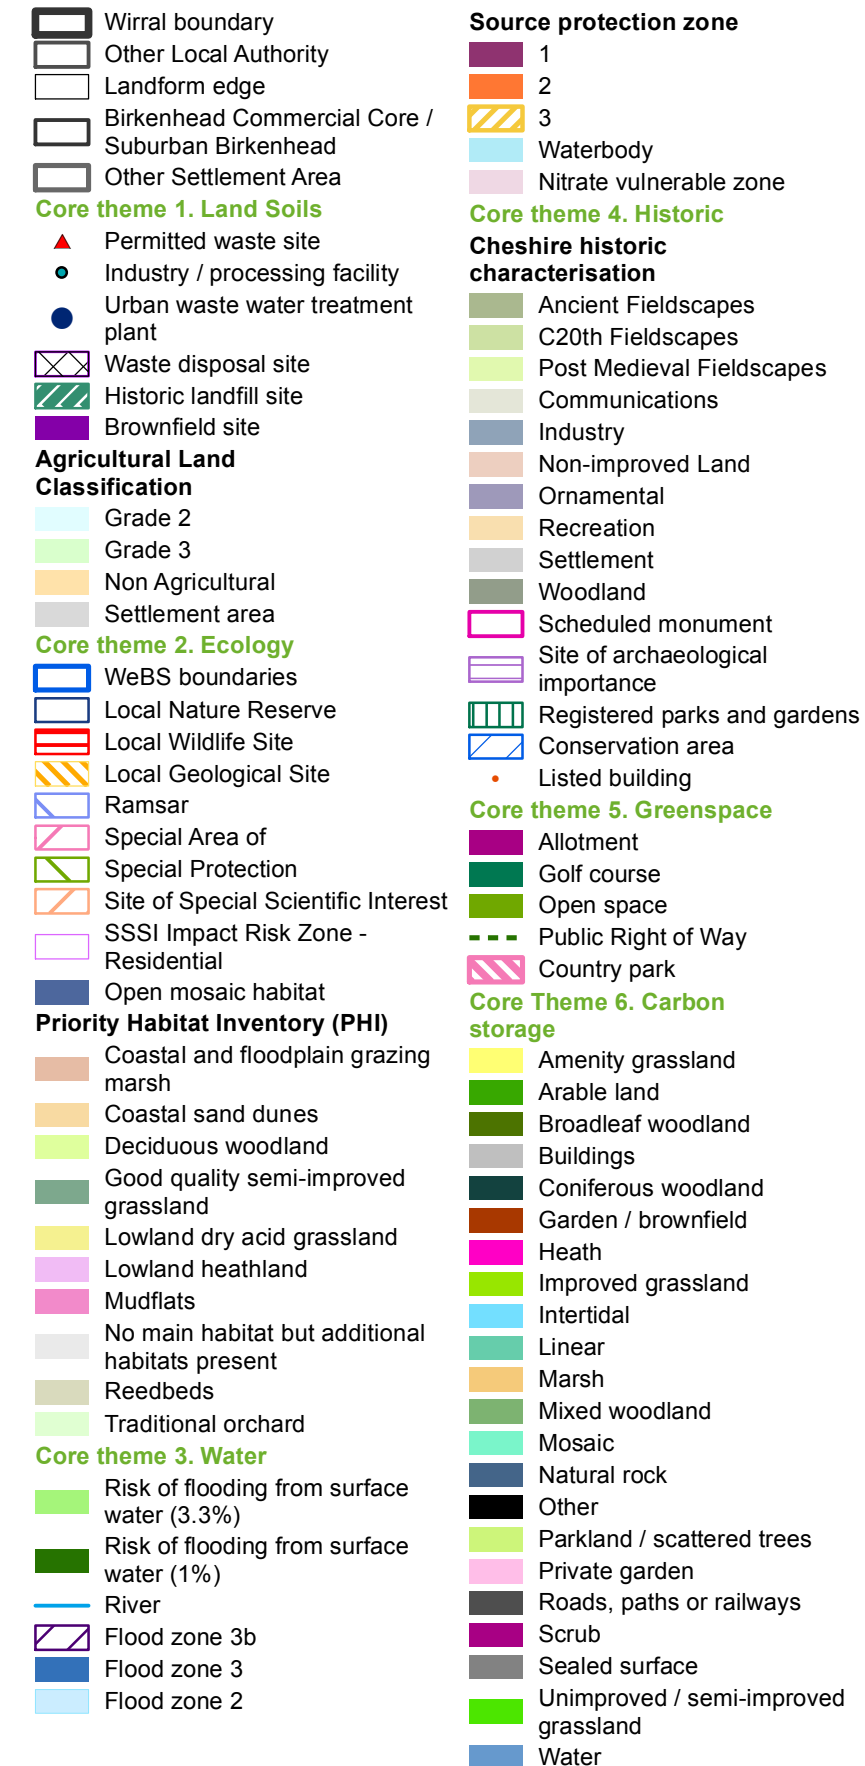 Wirral boundary
Other Local Authority
Landform edge
Birkenhead Commercial Core /
Suburban Birkenhead
Other Settlement Area
Core theme 1. Land Soils
Permitted waste site
Industry / processing facility
Urban waste water treatment
plant
Waste disposal site
Historic landfill site
Brownfield site
Agricultural Land
Classification
Grade 2
Grade 3
Non Agricultural
Settlement area
Core theme 2. Ecology
WeBS boundaries
Local Nature Reserve
Local Wildlife Site
Local Geological Site
Ramsar
Special Area of
Special Protection
Site of Special Scientific Interest
SSSI Impact Risk Zone -
Residential
Open mosaic habitat
Priority Habitat Inventory (PHI)
Coastal and floodplain grazing
marsh
Coastal sand dunes
Deciduous woodland
Good quality semi-improved
grassland
Lowland dry acid grassland
Lowland heathland
Mudflats
No main habitat but additional
habitats present
Reedbeds
Traditional orchard
Core theme 3. Water
Risk of flooding from surface
water (3.3%)
Risk of flooding from surface
water (1%)
River
Flood zone 3b
Flood zone 3
Flood zone 2
Source protection zone
1
2
3
Waterbody
Nitrate vulnerable zone
Core theme 4. Historic
Cheshire historic
characterisation
Ancient Fieldscapes
C20th Fieldscapes
Post Medieval Fieldscapes
Communications
Industry
Non-improved Land
Ornamental
Recreation
Settlement
Woodland
Scheduled monument
Site of archaeological
importance
Registered parks and gardens
Conservation area
Listed building
Core theme 5. Greenspace
Allotment
Golf course
Open space
Public Right of Way
Country park
Core Theme 6. Carbon
storage
Amenity grassland
Arable land
Broadleaf woodland
Buildings
Coniferous woodland
Garden / brownfield
Heath
Improved grassland
Intertidal
Linear
Marsh
Mixed woodland
Mosaic
Natural rock
Other
Parkland / scattered trees
Private garden
Roads, paths or railways
Scrub
Sealed surface
Unimproved / semi-improved
grassland
Water